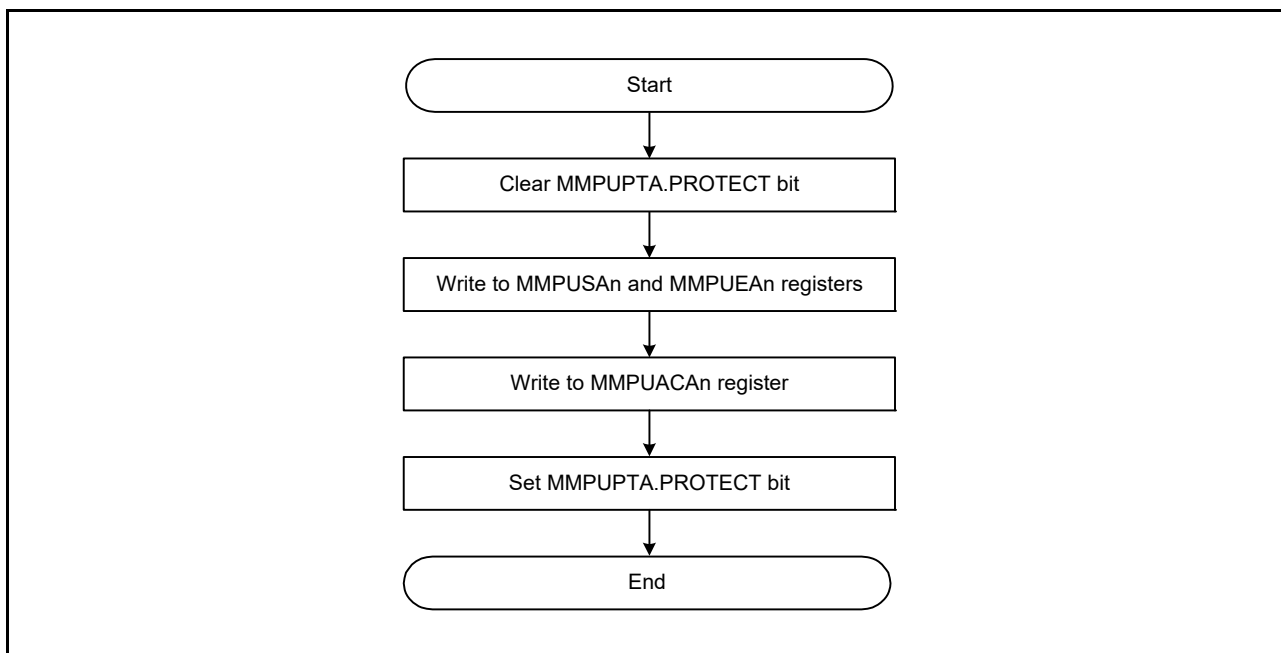 Start
Clear MMPUPTA.PROTECT bit
Write to MMPUSAn and MMPUEAn registers
Write to MMPUACAn register
Set MMPUPTA.PROTECT bit
End